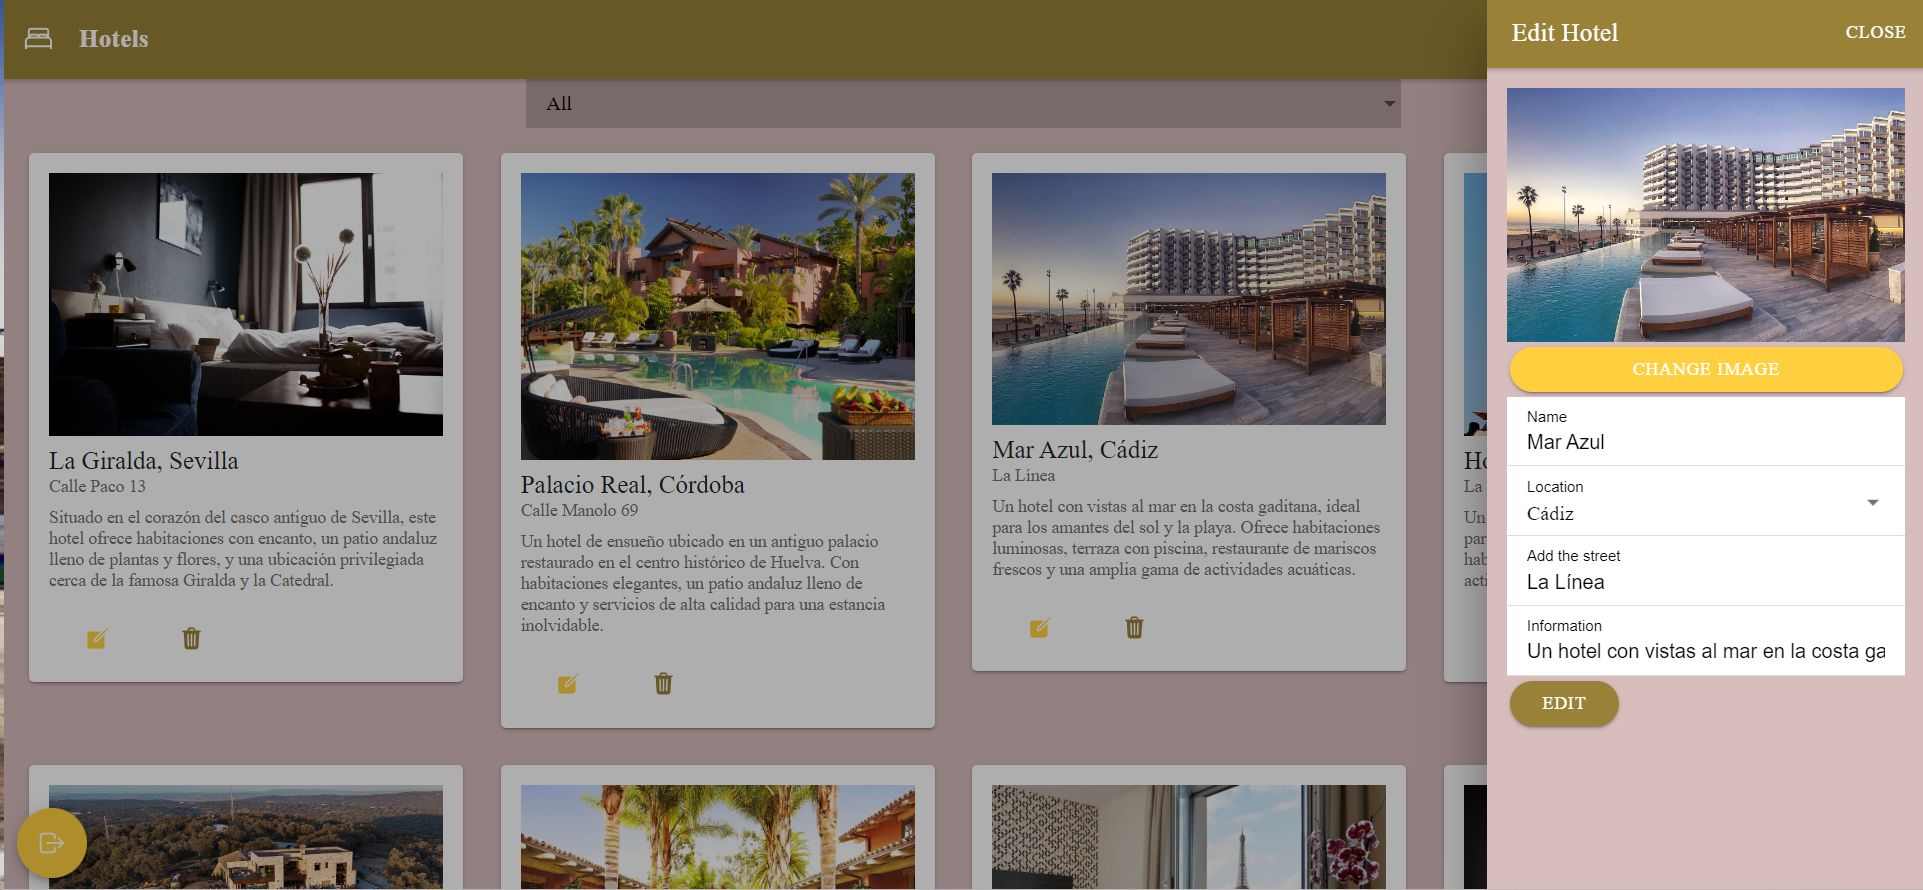 Hotels
All
La Giralda, Sevilla
Calle Paco 13
Situado en el corazón del casco antiguo de Sevilla, este
hotel ofrece habitaciones con encanto, un patio andaluz
lleno de plantas y flores, y una ubicación privilegiada
cerca de la famosa Giralda y la Catedral.
Palacio Real, Córdoba
Calle Manolo 69
Un hotel de ensueño ubicado en un antiguo palacio
restaurado en el centro histórico de Huelva. Con
habitaciones elegantes, un patio andaluz lleno de
encanto y servicios de alta calidad para una estancia
inolvidable.
Mar Azul, Cádiz
La Línea
Un hotel con vistas al mar en la costa gaditana, ideal
para los amantes del sol y la playa. Ofrece habitaciones
luminosas, terraza con piscina, restaurante de mariscos
frescos y una amplia gama de actividades acuáticas.
La
Un
Edit Hotel
CLOSE
CHANGE IMAGE
Name
Mar Azul
Location
Cádiz
Add the street
La Línea
Information
Un hotel con vistas al mar en la costa ga
EDIT